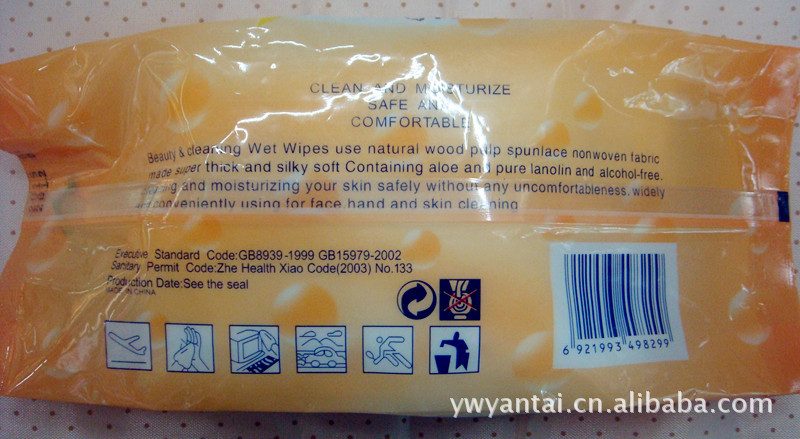 CLEAN AND MOISTURIZE
SAFE AND
COMFORTABLE
Beauty & cleaning Wet Wipes use natural wood pulp spunlace nonwoven fabric
made super thick and silky soft Containing aloe and pure lanolin and alcohol-free.
and moisturizing your skin safely without any uncomfortableness. widely
conveniently using for face hand and skin cleaning
Executive Standard Code:GB8939-1999 GB15979-2002
Sanitary Permit Code:Zhe Health Xiao Code(2003) No.133
Production Date:See the seal
MADE IN CHINA
6 921993 498299
ywyantai.cn.alibaba.com